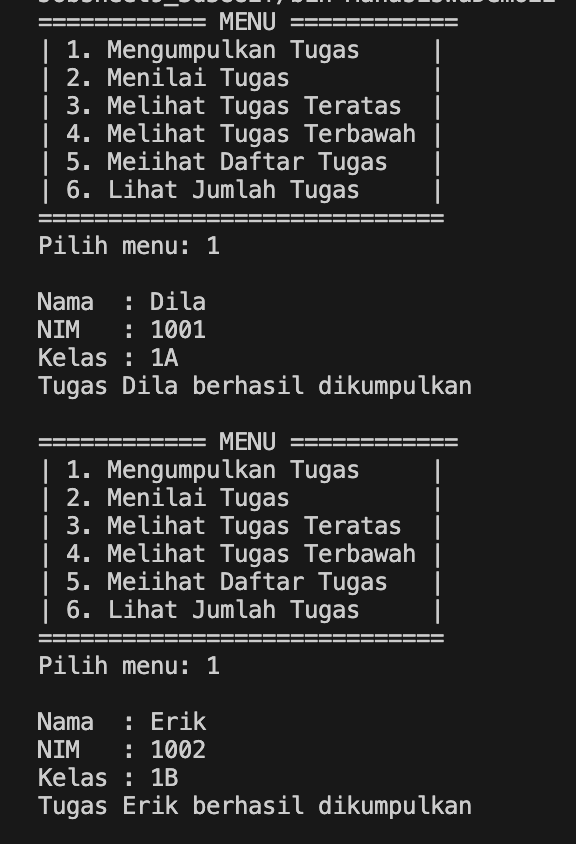 ============ MENU ============
| 1. Mengumpulkan Tugas     |
| 2. Menilai Tugas          |
| 3. Melihat Tugas Teratas  |
| 4. Melihat Tugas Terbawah |
| 5. Meiihat Daftar Tugas   |
| 6. Lihat Jumlah Tugas     |
=============================
Pilih menu: 1
Nama  : Dila
NIM   : 1001
Kelas : 1A
Tugas Dila berhasil dikumpulkan
============ MENU ============
| 1. Mengumpulkan Tugas     |
| 2. Menilai Tugas          |
| 3. Melihat Tugas Teratas  |
| 4. Melihat Tugas Terbawah |
| 5. Meiihat Daftar Tugas   |
| 6. Lihat Jumlah Tugas     |
=============================
Pilih menu: 1
Nama  : Erik
NIM   : 1002
Kelas : 1B
Tugas Erik berhasil dikumpulkan